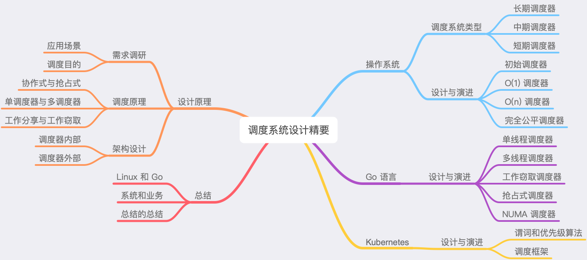 调度系统设计精要
设计原理
需求调研
应用场景
调度目的
调度原理
协作式与抢占式
单调度器与多调度器
工作分享与工作窃取
架构设计
调度器内部
调度器外部
总结
Linux 和 Go
系统和业务
总结的总结
操作系统
调度系统类型
长期调度器
中期调度器
短期调度器
设计与演进
初始调度器
O(1) 调度器
O(n) 调度器
完全公平调度器
Go 语言
设计与演进
单线程调度器
多线程调度器
工作窃取调度器
抢占式调度器
NUMA 调度器
Kubernetes
设计与演进
谓词和优先级算法
调度框架